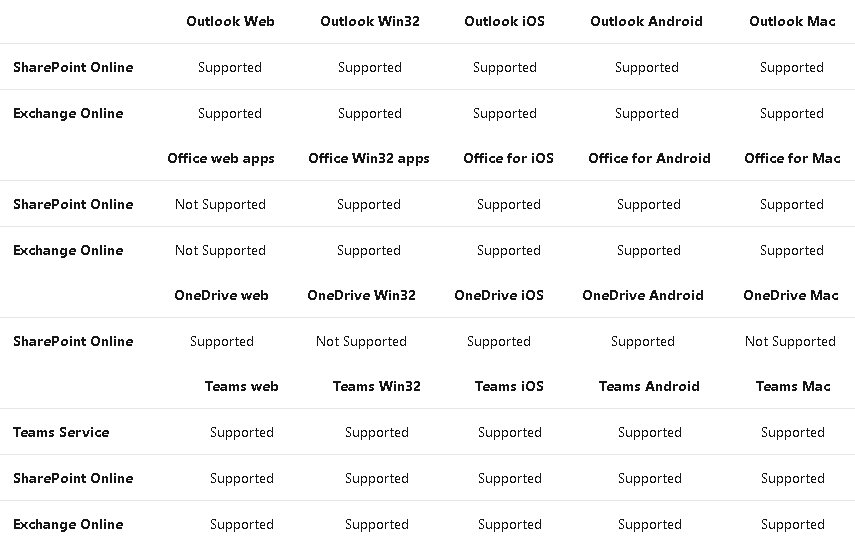 Outlook Web Outlook Win32 Outlook iOS Outlook Android Outlook Mac
SharePoint Online Supported Supported Supported Supported Supported
Exchange Online Supported Supported Supported Supported Supported
Office web apps Office Win32 apps Office for iOS Office for Android Office for Mac
SharePoint Online Not Supported Supported Supported Supported Supported
Exchange Online Not Supported Supported Supported Supported Supported
OneDrive web OneDrive Win32 OneDrive iOS OneDrive Android OneDrive Mac
SharePoint Online Supported Not Supported Supported Supported Not Supported
Teams web Teams Win32 Teams iOS Teams Android Teams Mac
Teams Service Supported Supported Supported Supported Supported
SharePoint Online Supported Supported Supported Supported Supported
Exchange Online Supported Supported Supported Supported Supported